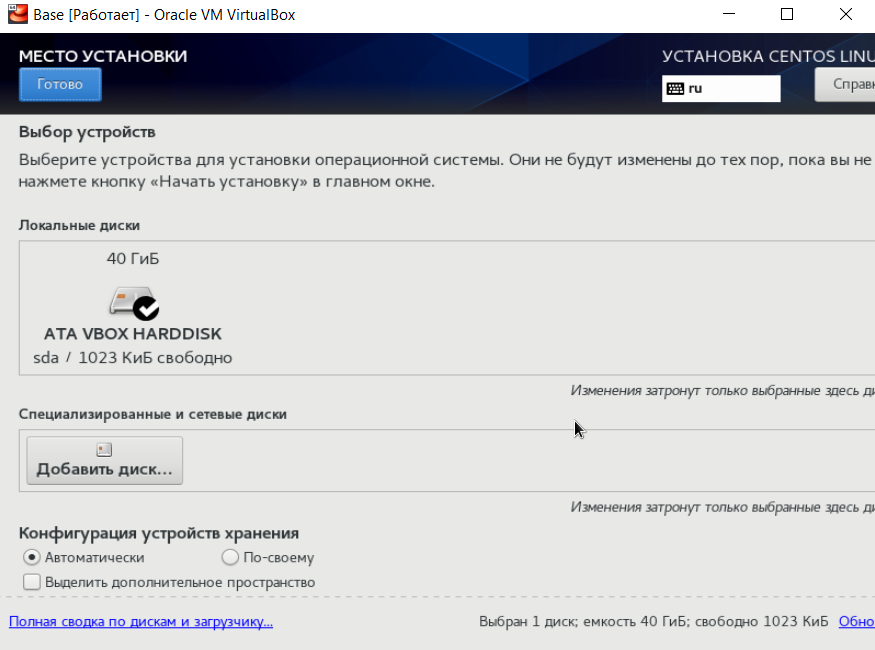 Base [Работает] - Oracle VM VirtualBox
МЕСТО УСТАНОВКИ
УСТАНОВКА CENTOS LINU
Готово
ru
Справк
Выбор устройств
Выберите устройства для установки операционной системы. Они не будут изменены до тех пор, пока вы не
нажмете кнопку «Начать установку» в главном окне.
Локальные диски
40 ГиБ
ATA VBOX HARDDISK
sda / 1023 КиБ свободно
Изменения затронут только выбранные здесь ди
Специализированные и сетевые диски
Добавить диск...
Изменения затронут только выбранные здесь ди
Конфигурация устройств хранения
Автоматически По-своему
Выделить дополнительное пространство
Полная сводка по дискам и загрузчику... Выбран 1 диск; емкость 40 ГиБ; свободно 1023 КиБ Обно